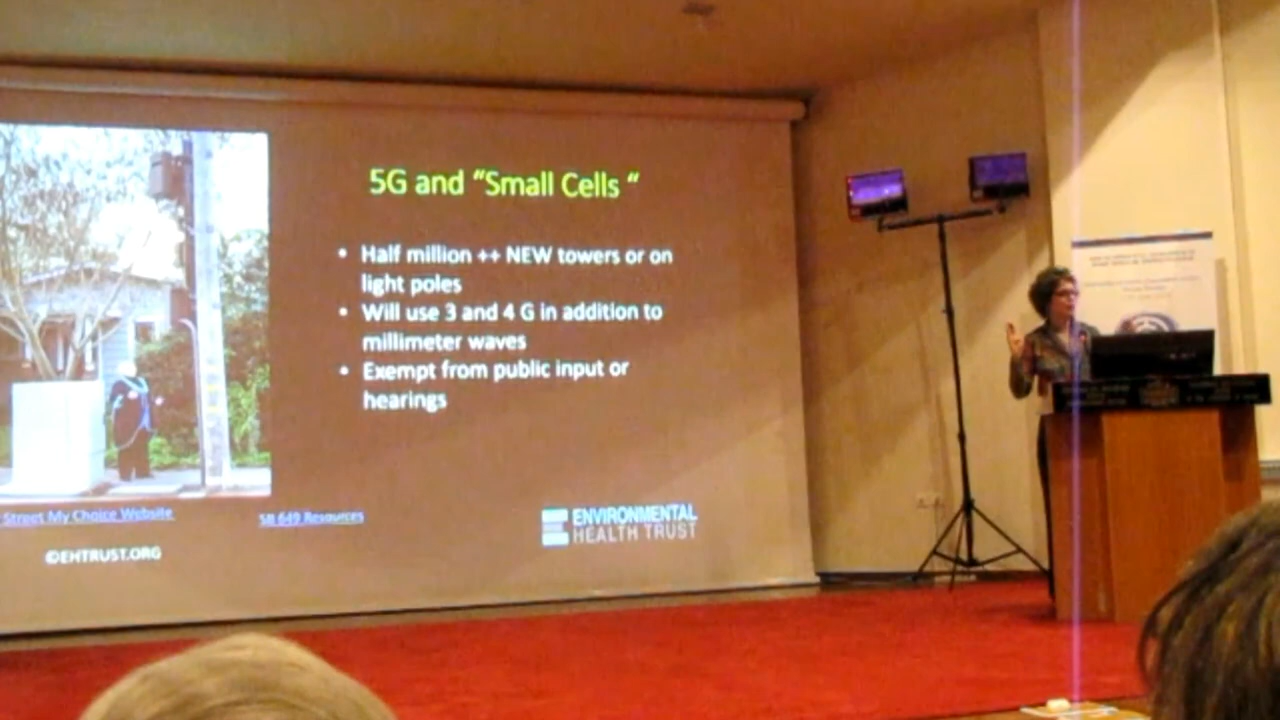 5G and “Small Cells “
• Half million ++ NEW towers or on
light poles
• Will use 3 and 4 G in addition to
millimeter waves
• Exempt from public input or
hearings
Street My Choice Website
SB 649 Resources
ENVIRONMENTAL
HEALTH TRUST
©EHTRUST.ORG